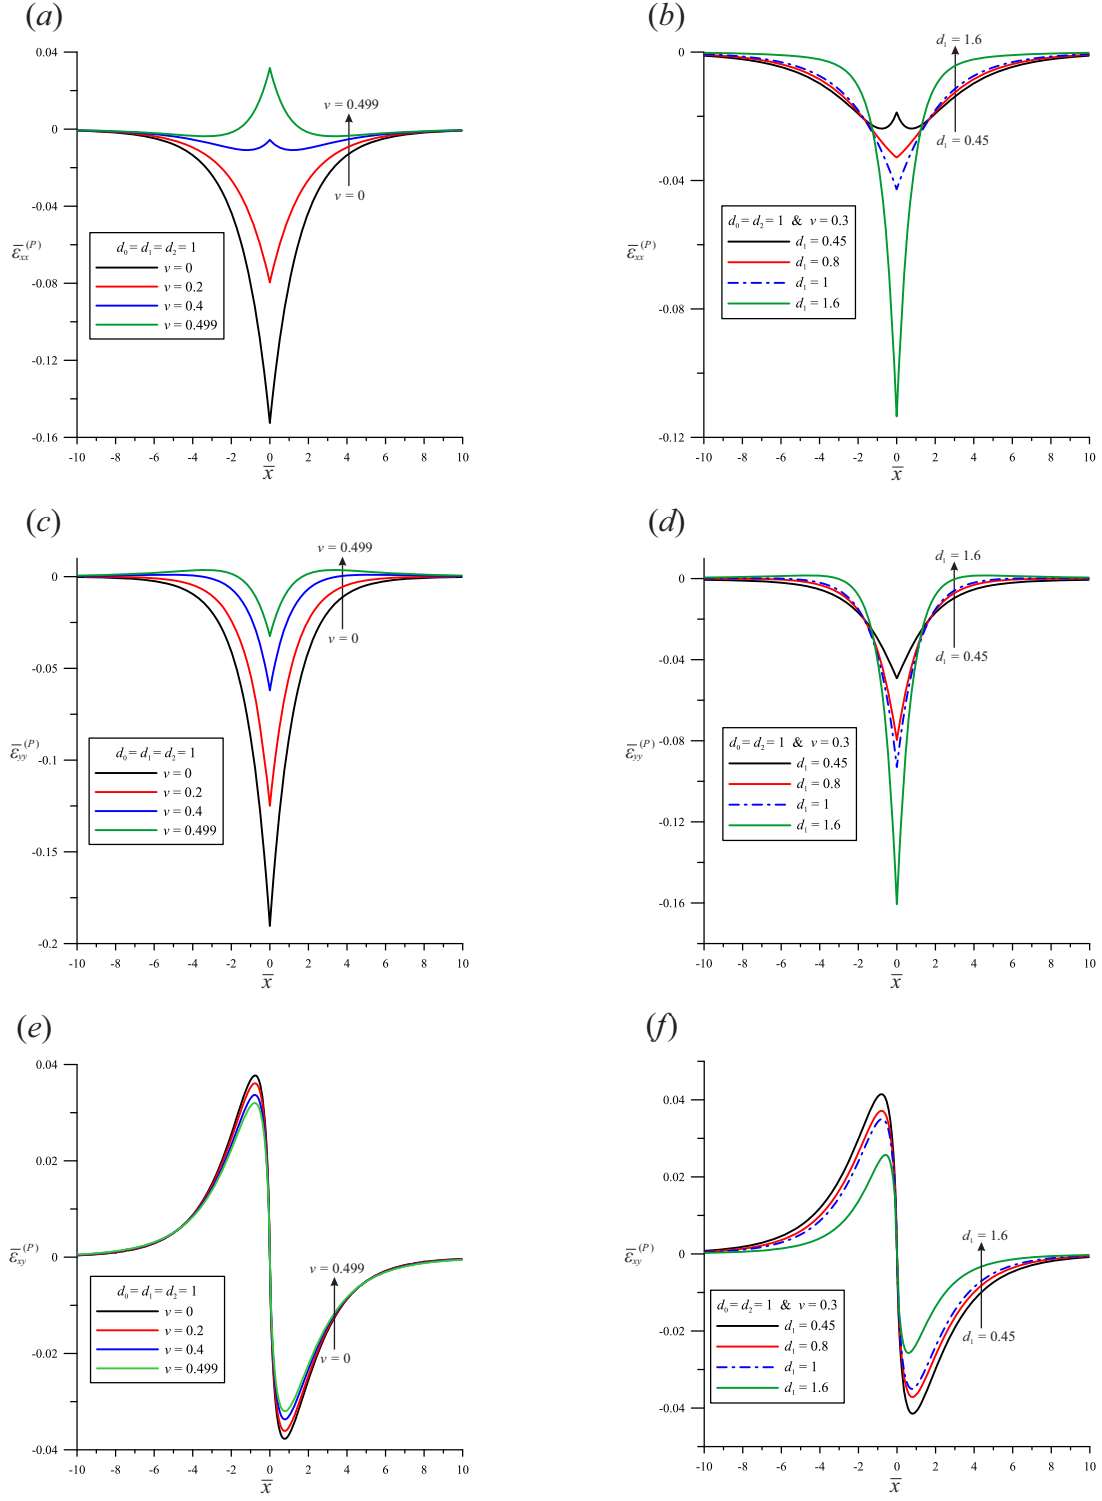 (a)
0.04
0
-0.04
-0.08
-0.12
-0.16
ε̅xx(P)
v = 0.499
v = 0
d0 = d1 = d2 = 1
v = 0
v = 0.2
v = 0.4
v = 0.499
-10 -8 -6 -4 -2 0 2 4 6 8 10
x̅
(b)
0
-0.04
-0.08
-0.12
ε̅xx(P)
d1 = 1.6
d1 = 0.45
d0 = d2 = 1 & v = 0.3
d1 = 0.45
d1 = 0.8
d1 = 1
d1 = 1.6
-10 -8 -6 -4 -2 0 2 4 6 8 10
x̅
(c)
0
-0.05
-0.1
-0.15
-0.2
ε̅yy(P)
v = 0.499
v = 0
d0 = d1 = d2 = 1
v = 0
v = 0.2
v = 0.4
v = 0.499
-10 -8 -6 -4 -2 0 2 4 6 8 10
x̅
(d)
0
-0.04
-0.08
-0.12
-0.16
ε̅yy(P)
d1 = 1.6
d1 = 0.45
d0 = d2 = 1 & v = 0.3
d1 = 0.45
d1 = 0.8
d1 = 1
d1 = 1.6
-10 -8 -6 -4 -2 0 2 4 6 8 10
x̅
(e)
0.04
0.02
0
-0.02
-0.04
ε̅xy(P)
v = 0.499
v = 0
d0 = d1 = d2 = 1
v = 0
v = 0.2
v = 0.4
v = 0.499
-10 -8 -6 -4 -2 0 2 4 6 8 10
x̅
(f)
0.04
0.02
0
-0.02
-0.04
ε̅xy(P)
d1 = 1.6
d1 = 0.45
d0 = d2 = 1 & v = 0.3
d1 = 0.45
d1 = 0.8
d1 = 1
d1 = 1.6
-10 -8 -6 -4 -2 0 2 4 6 8 10
x̅